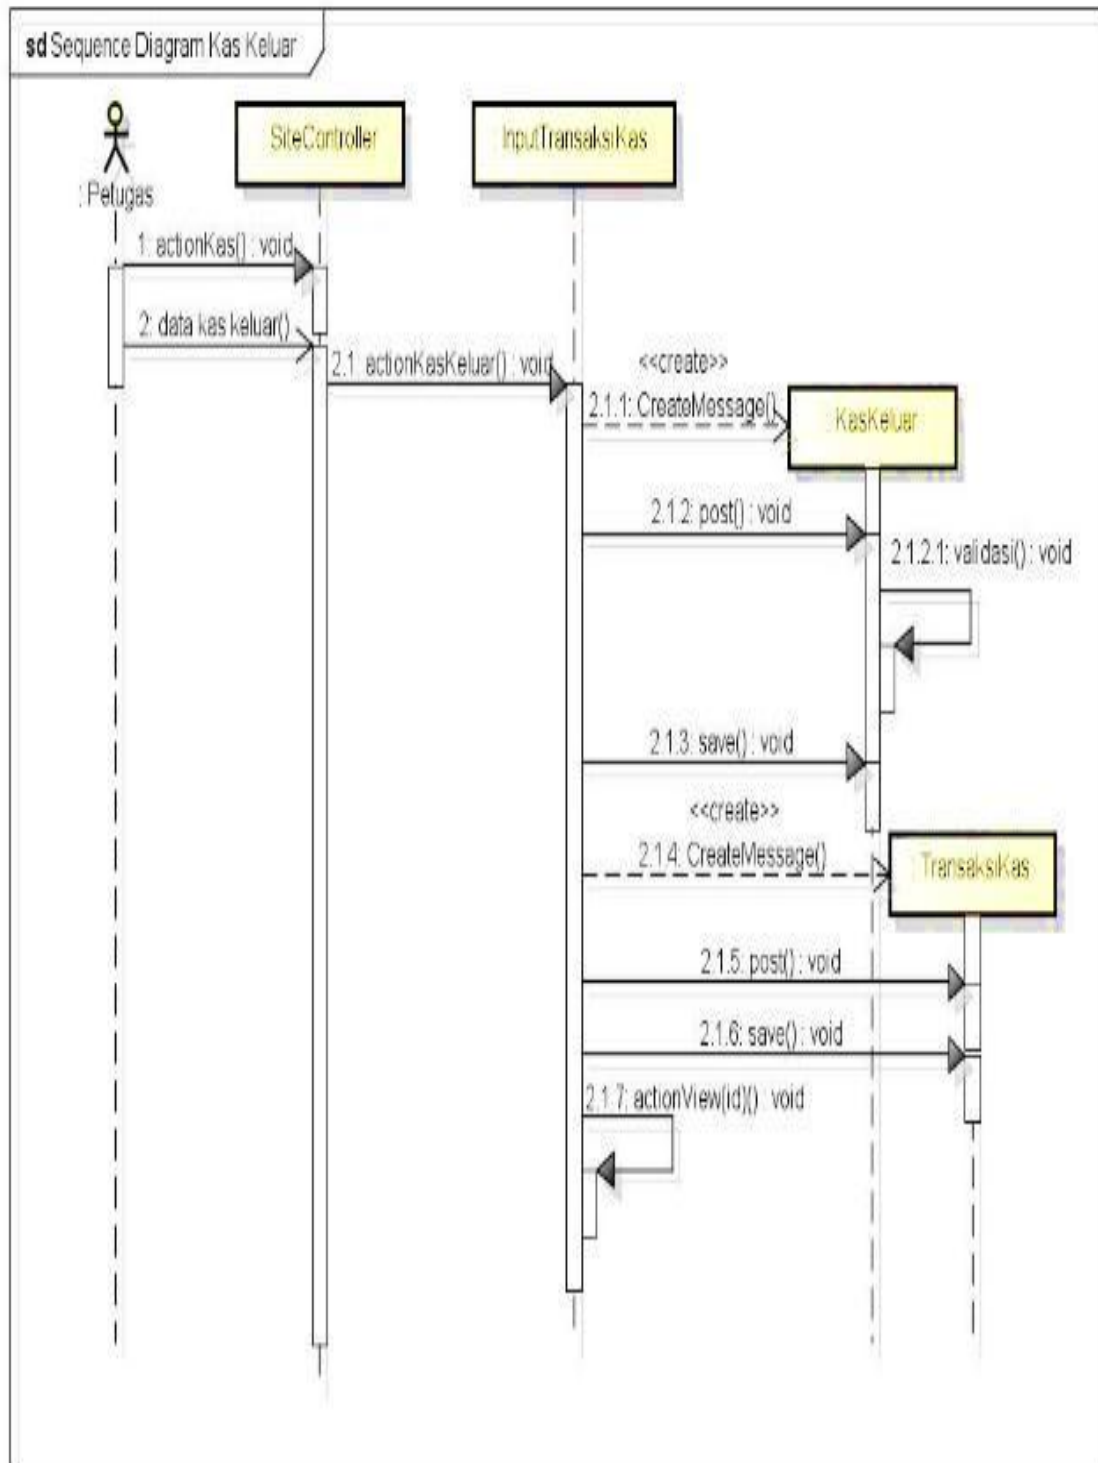 sd Sequence Diagram Kas Keluar
: Petugas
SiteController
InputTransaksiKas
1: actionKas() : void
2: data kas keluar()
2.1: actionKasKeluar() : void
<<create>>
2.1.1: CreateMessage()
KasKeluar
2.1.2: post() : void
2.1.2.1: validasi() : void
2.1.3: save() : void
<<create>>
2.1.4: CreateMessage()
TransaksiKas
2.1.5: post() : void
2.1.6: save() : void
2.1.7: actionView(id)() : void